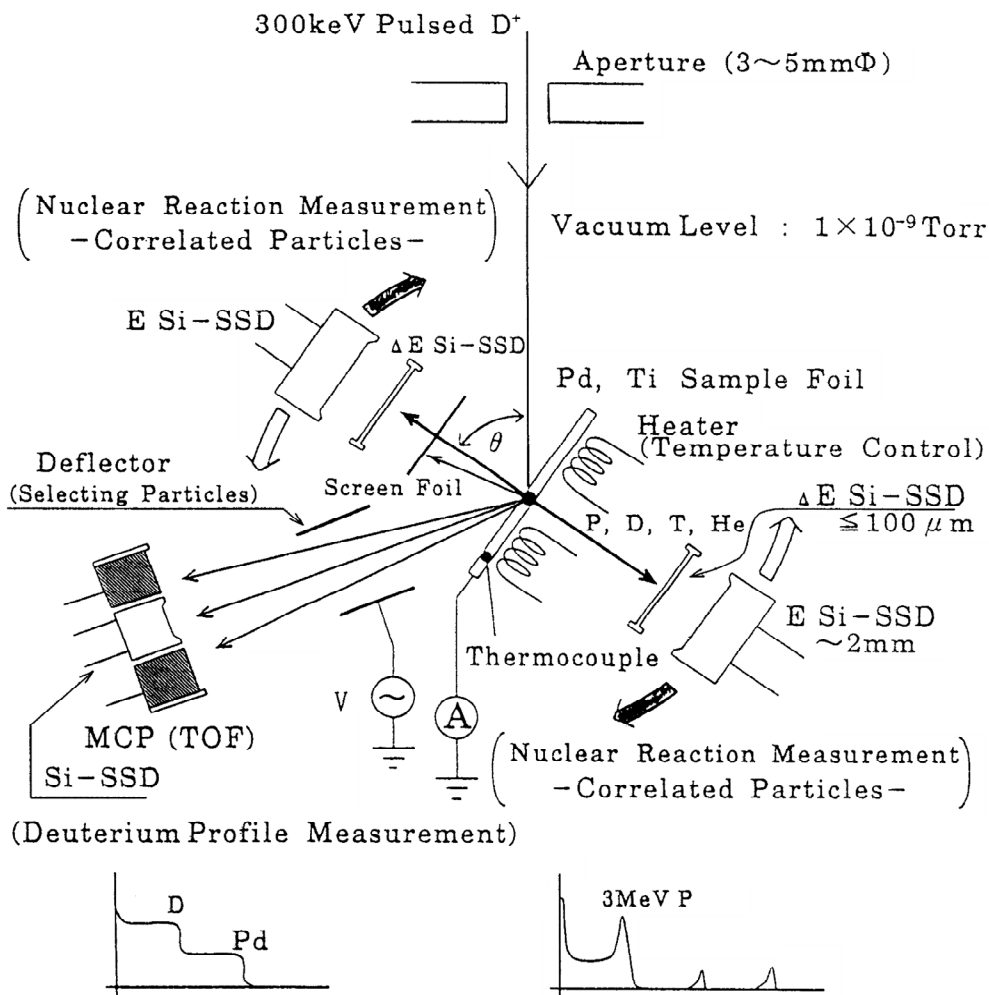 300keV Pulsed D⁺
Aperture (3～5mmΦ)
Nuclear Reaction Measurement
−Correlated Particles−
Vacuum Level : 1×10⁻⁹ Torr
E Si−SSD
ΔE Si−SSD
Pd, Ti Sample Foil
Heater
(Temperature Control)
θ
Deflector
(Selecting Particles)
Screen Foil
ΔE Si−SSD
≦100μm
P, D, T, He
E Si−SSD
～2mm
Thermocouple
V
～
A
MCP (TOF)
Si−SSD
Nuclear Reaction Measurement
−Correlated Particles−
(Deuterium Profile Measurement)
D
Pd
3MeV P